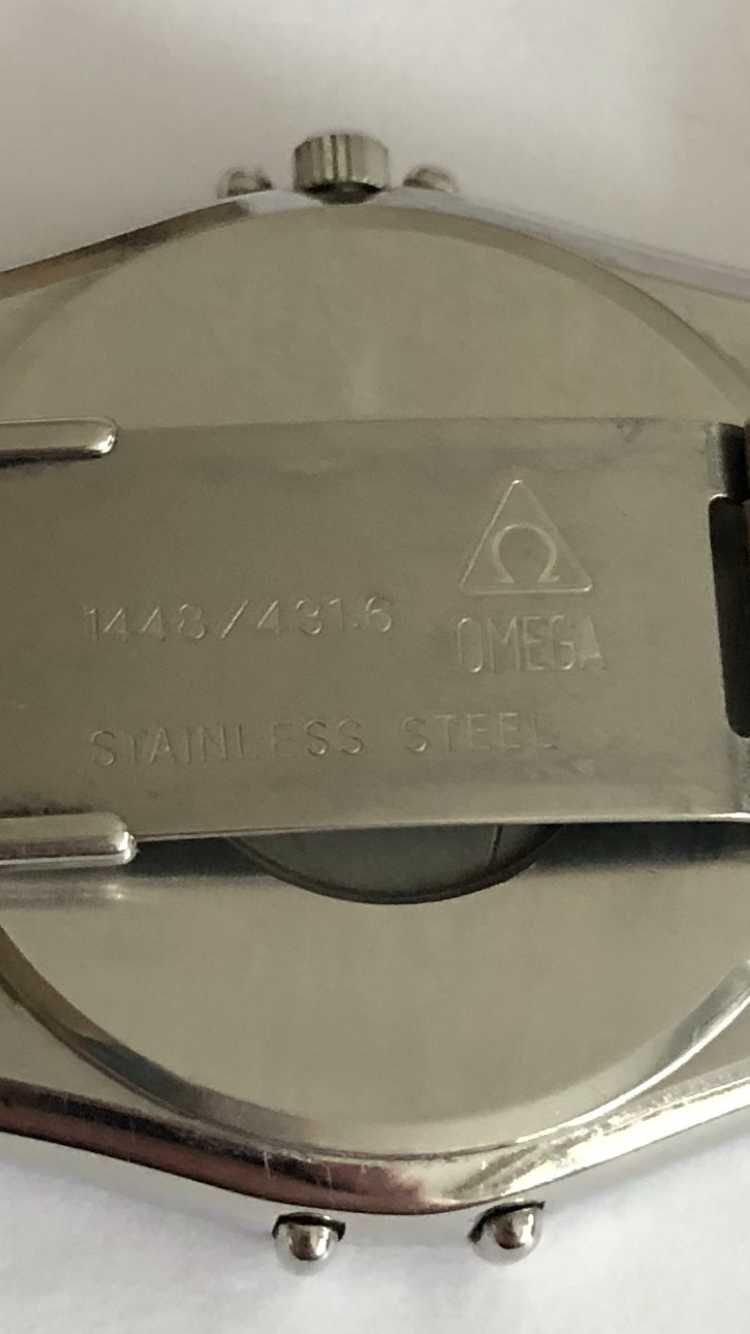 Ω
OMEGA
1448/431.6
STAINLESS STEEL